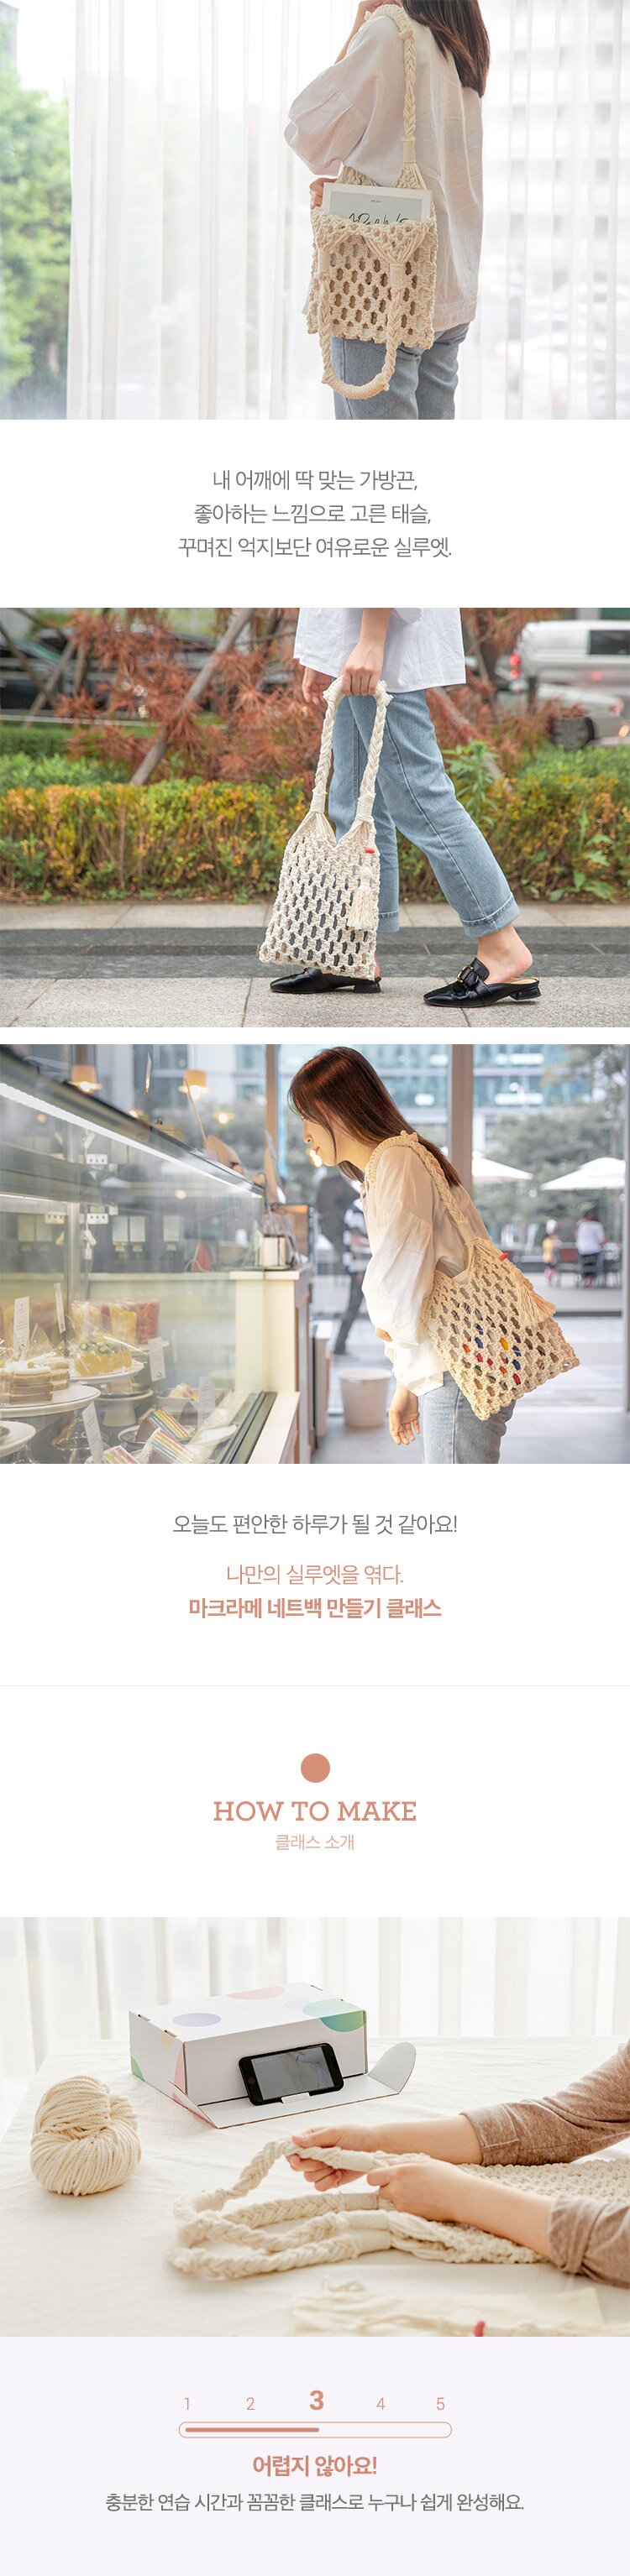 내 어깨에 딱 맞는 가방끈,
좋아하는 느낌으로 고른 태슬,
꾸며진 억지보단 여유로운 실루엣.
오늘도 편안한 하루가 될 것 같아요!
나만의 실루엣을 엮다.
마크라메 네트백 만들기 클래스
HOW TO MAKE
클래스 소개
1 2 3 4 5
어렵지 않아요!
충분한 연습 시간과 꼼꼼한 클래스로 누구나 쉽게 완성해요.